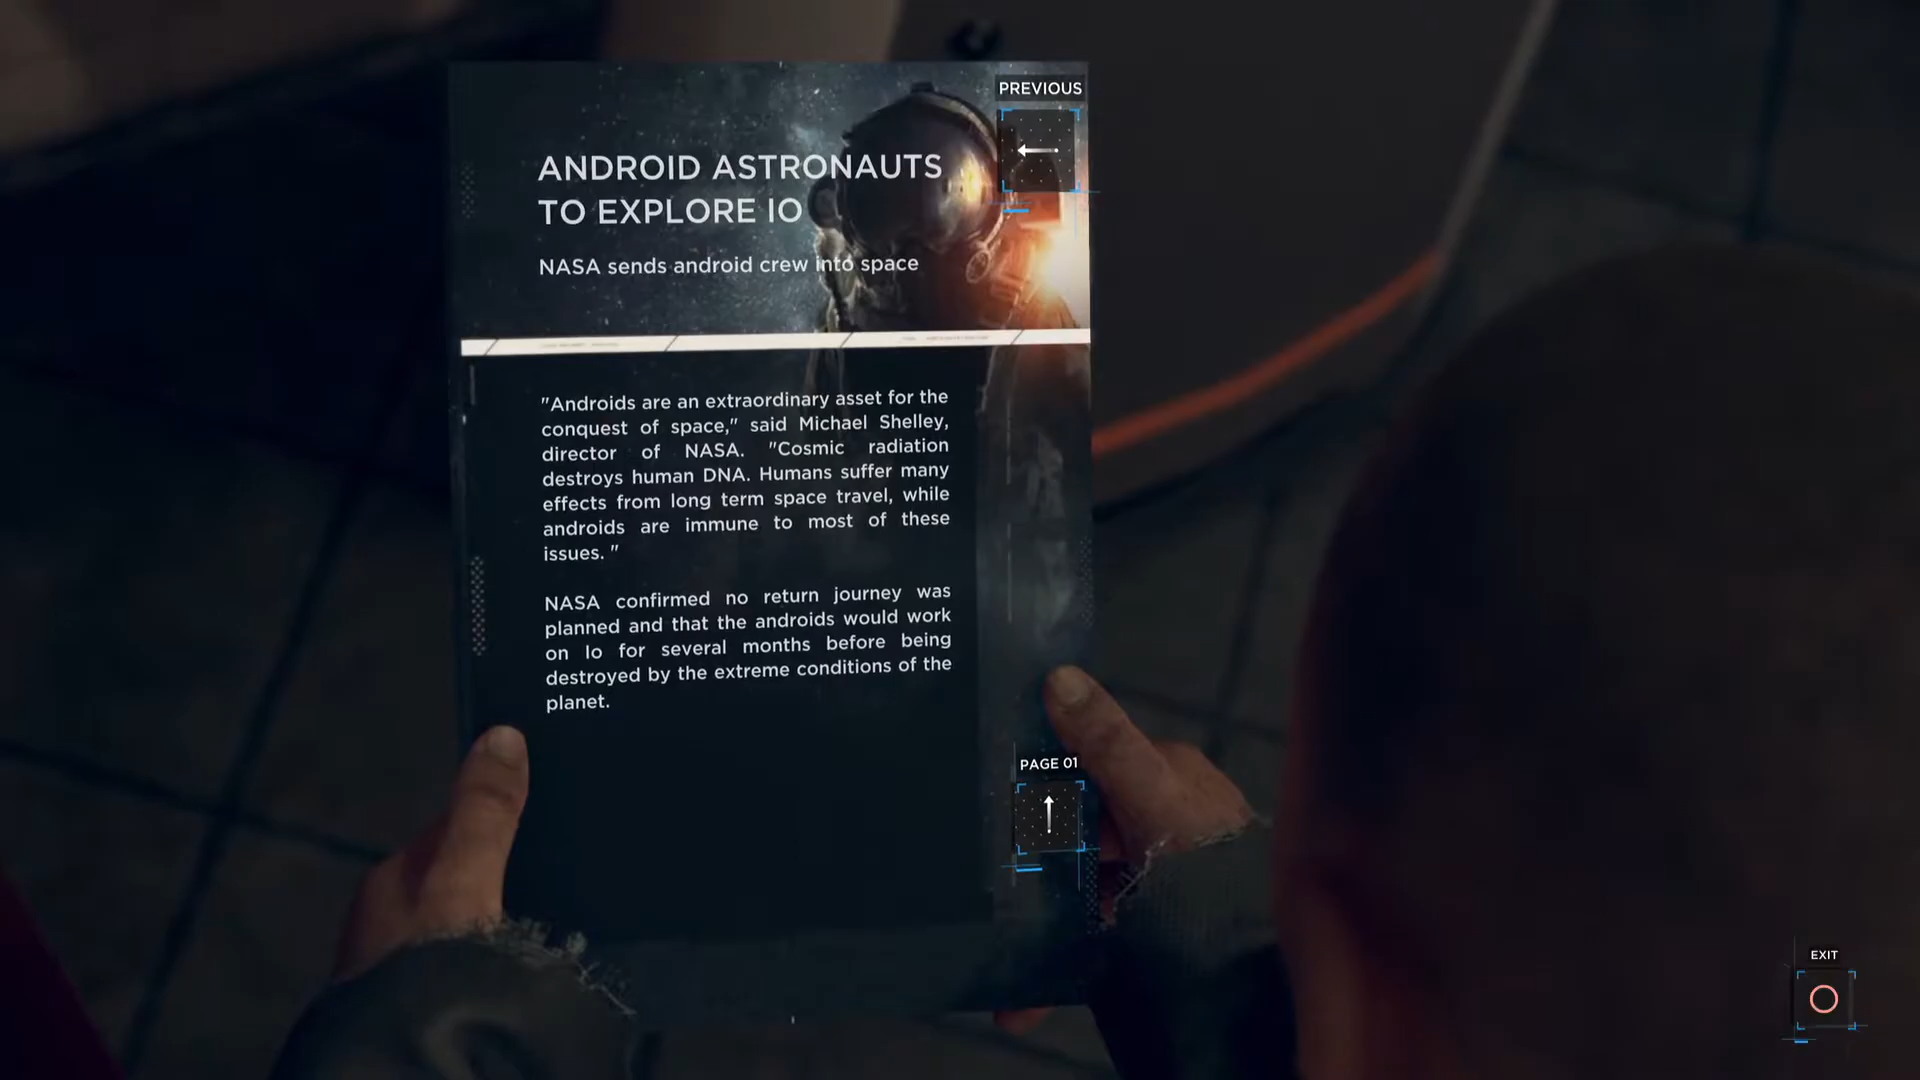 PREVIOUS
ANDROID ASTRONAUTS
TO EXPLORE IO
NASA sends android crew into space
"Androids are an extraordinary asset for the
conquest of space," said Michael Shelley,
director of NASA. "Cosmic radiation
destroys human DNA. Humans suffer many
effects from long term space travel, while
androids are immune to most of these
issues. "
NASA confirmed no return journey was
planned and that the androids would work
on Io for several months before being
destroyed by the extreme conditions of the
planet.
PAGE 01
EXIT